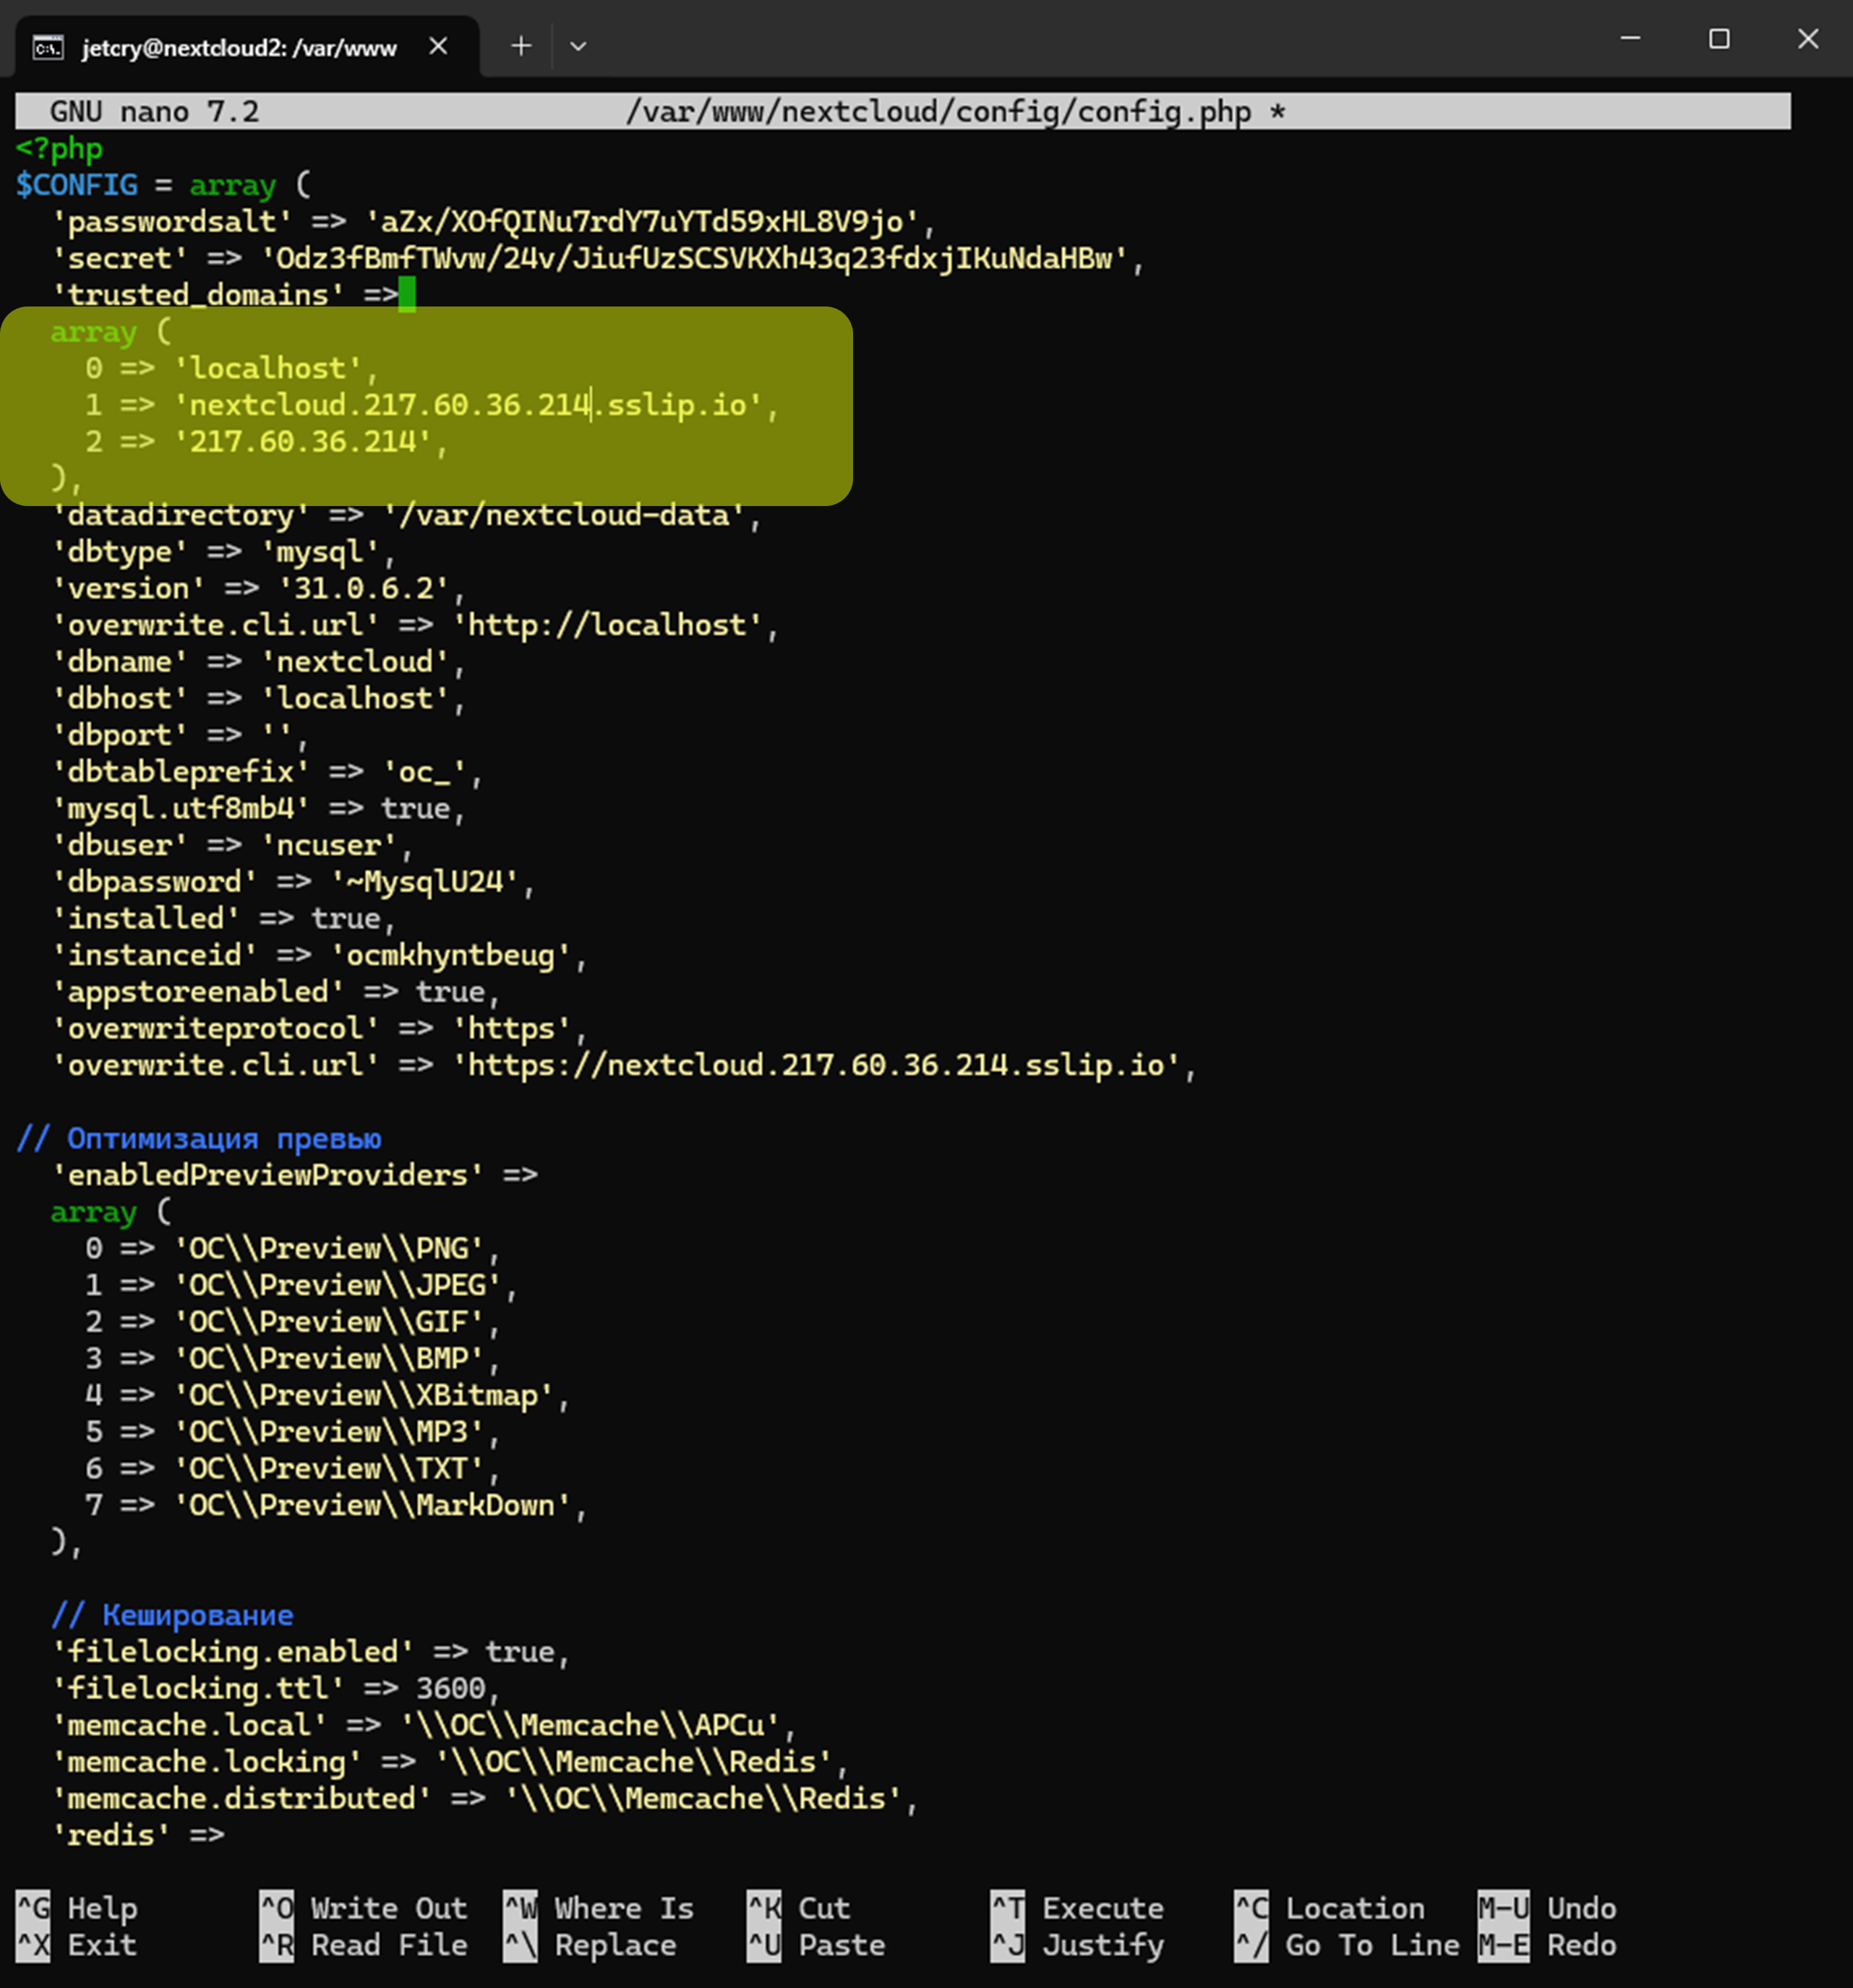 jetcry@nextcloud2: /var/www
GNU nano 7.2 /var/www/nextcloud/config/config.php *
<?php
$CONFIG = array (
  'passwordsalt' => 'aZx/XOfQINu7rdY7uYTd59xHL8V9jo',
  'secret' => 'Odz3fBmfTWvw/24v/JiufUzSCSVKXh43q23fdxjIKuNdaHBw',
  'trusted_domains' =>
  array (
    0 => 'localhost',
    1 => 'nextcloud.217.60.36.214.sslip.io',
    2 => '217.60.36.214',
  ),
  'datadirectory' => '/var/nextcloud-data',
  'dbtype' => 'mysql',
  'version' => '31.0.6.2',
  'overwrite.cli.url' => 'http://localhost',
  'dbname' => 'nextcloud',
  'dbhost' => 'localhost',
  'dbport' => '',
  'dbtableprefix' => 'oc_',
  'mysql.utf8mb4' => true,
  'dbuser' => 'ncuser',
  'dbpassword' => '~MysqlU24',
  'installed' => true,
  'instanceid' => 'ocmkhyntbeug',
  'appstoreenabled' => true,
  'overwriteprotocol' => 'https',
  'overwrite.cli.url' => 'https://nextcloud.217.60.36.214.sslip.io',
// Оптимизация превью
  'enabledPreviewProviders' =>
  array (
    0 => 'OC\\Preview\\PNG',
    1 => 'OC\\Preview\\JPEG',
    2 => 'OC\\Preview\\GIF',
    3 => 'OC\\Preview\\BMP',
    4 => 'OC\\Preview\\XBitmap',
    5 => 'OC\\Preview\\MP3',
    6 => 'OC\\Preview\\TXT',
    7 => 'OC\\Preview\\MarkDown',
  ),
  // Кеширование
  'filelocking.enabled' => true,
  'filelocking.ttl' => 3600,
  'memcache.local' => '\\OC\\Memcache\\APCu',
  'memcache.locking' => '\\OC\\Memcache\\Redis',
  'memcache.distributed' => '\\OC\\Memcache\\Redis',
  'redis' =>
^G Help ^O Write Out ^W Where Is ^K Cut ^T Execute ^C Location M-U Undo
^X Exit ^R Read File ^\ Replace ^U Paste ^J Justify ^/ Go To Line M-E Redo